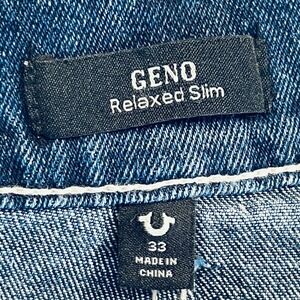 GENO
Relaxed Slim
33
MADE IN
CHINA